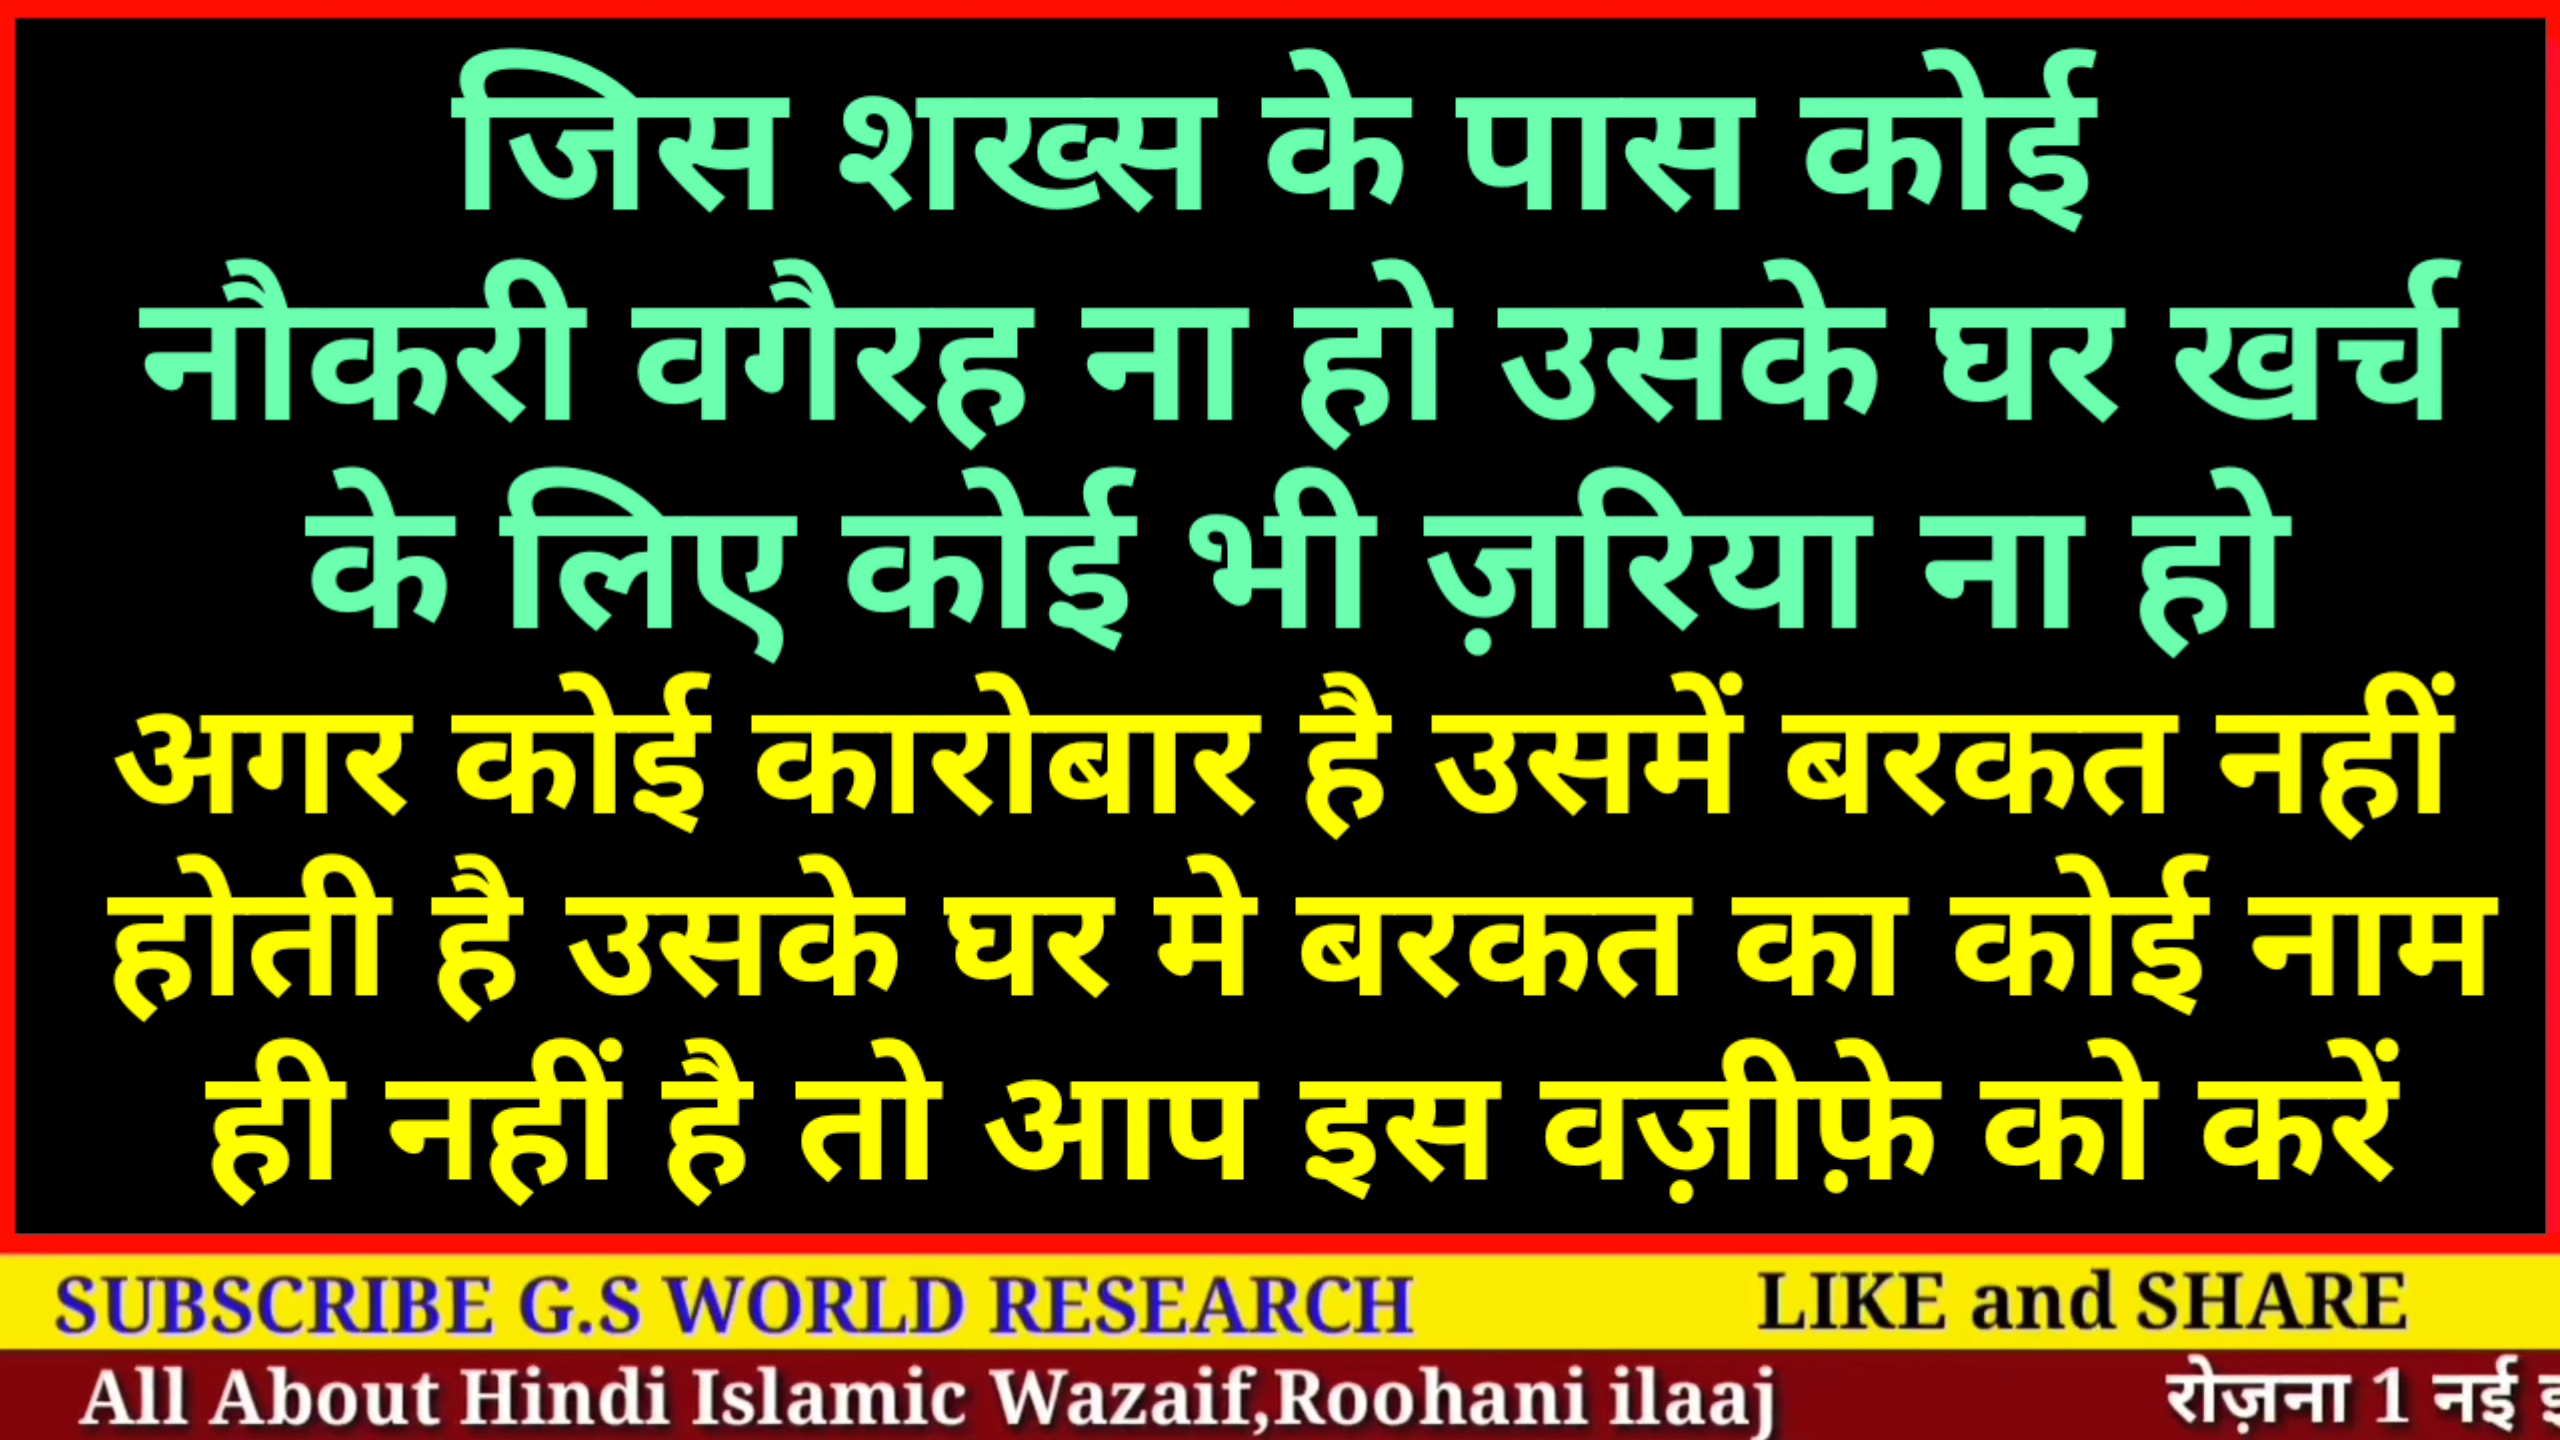 जिस शख्स के पास कोई
नौकरी वगैरह ना हो उसके घर खर्च
के लिए कोई भी ज़रिया ना हो
अगर कोई कारोबार है उसमें बरकत नहीं
होती है उसके घर मे बरकत का कोई नाम
ही नहीं है तो आप इस वज़ीफ़े को करें
SUBSCRIBE G.S WORLD RESEARCH LIKE and SHARE
All About Hindi Islamic Wazaif,Roohani ilaaj रोज़ना 1 नई